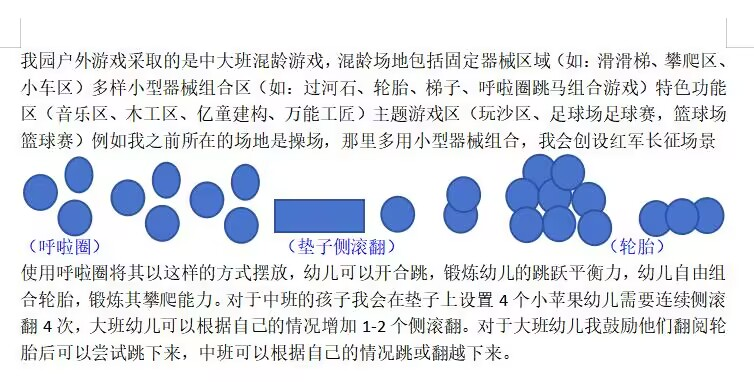 我园户外游戏采取的是中大班混龄游戏，混龄场地包括固定器械区域（如：滑滑梯、攀爬区、
小车区）多样小型器械组合区（如：过河石、轮胎、梯子、呼啦圈跳马组合游戏）特色功能
区（音乐区、木工区、亿童建构、万能工匠）主题游戏区（玩沙区、足球场足球赛，篮球场
篮球赛）例如我之前所在的场地是操场，那里多用小型器械组合，我会创设红军长征场景
（呼啦圈）（垫子侧滚翻）（轮胎）
使用呼啦圈将其以这样的方式摆放，幼儿可以开合跳，锻炼幼儿的跳跃平衡力，幼儿自由组
合轮胎，锻炼其攀爬能力。对于中班的孩子我会在垫子上设置 4 个小苹果幼儿需要连续侧滚
翻 4 次，大班幼儿可以根据自己的情况增加 1-2 个侧滚翻。对于大班幼儿我鼓励他们翻阅轮
胎后可以尝试跳下来，中班可以根据自己的情况跳或翻越下来。